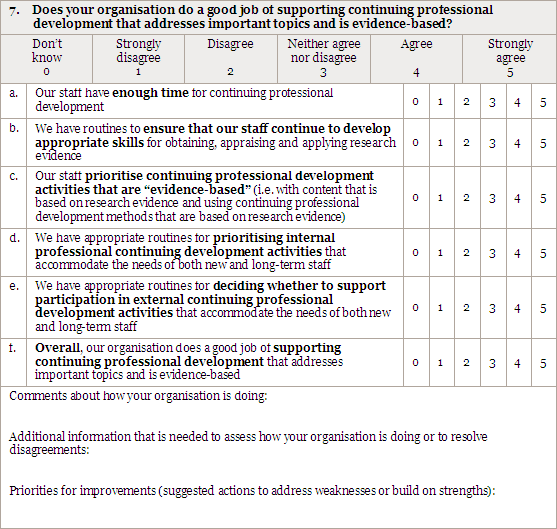 7. Does your organisation do a good job of supporting continuing professional
development that addresses important topics and is evidence-based?
Don't know 0 Strongly disagree 1 Disagree 2 Neither agree nor disagree 3 Agree 4 Strongly agree 5
a. Our staff have enough time for continuing professional
development 0 1 2 3 4 5
b. We have routines to ensure that our staff continue to develop
appropriate skills for obtaining, appraising and applying research
evidence 0 1 2 3 4 5
c. Our staff prioritise continuing professional development
activities that are “evidence-based” (i.e. with content that is
based on research evidence and using continuing professional
development methods that are based on research evidence) 0 1 2 3 4 5
d. We have appropriate routines for prioritising internal
professional continuing development activities that
accommodate the needs of both new and long-term staff 0 1 2 3 4 5
e. We have appropriate routines for deciding whether to support
participation in external continuing professional
development activities that accommodate the needs of both new
and long-term staff 0 1 2 3 4 5
f. Overall, our organisation does a good job of supporting
continuing professional development that addresses
important topics and is evidence-based 0 1 2 3 4 5
Comments about how your organisation is doing:
Additional information that is needed to assess how your organisation is doing or to resolve
disagreements:
Priorities for improvements (suggested actions to address weaknesses or build on strengths):